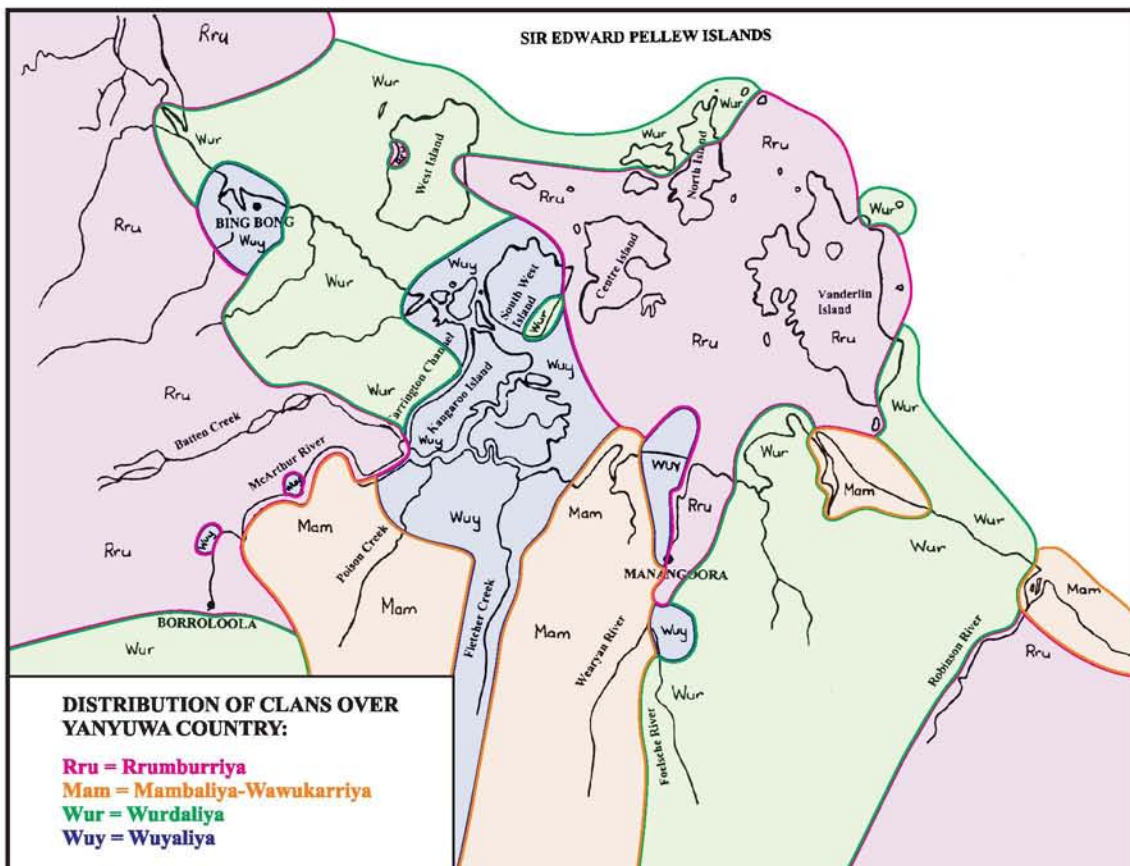 SIR EDWARD PELLEW ISLANDS
Rru
Wur
Wur
Wur
Wur
Rru
Wur
Rru
West Island
North Island
Rru
Wur
Rru
BING BONG
Wuy
Wur
Wuy
South West
Island
Wur
Centre Island
Vanderlin
Island
Rru
Rru
Wuy
Wur
Carrington Channel
Kangaroo Island
Wur
Rru
Batten Creek
McArthur River
Wuy
Wuy
Wur
Mam
Rru
Mam
Wuy
Mam
Wur
Wur
Wuy
Rru
Poison Creek
MANANGOORA
BORROLOOLA
Wur
Mam
Fletcher Creek
Mam
Wearyan River
Wuy
Wur
Foelsche River
Robinson River
Mam
Rru
DISTRIBUTION OF CLANS OVER
YANYUWA COUNTRY:
Rru = Rrumburriya
Mam = Mambaliya-Wawukarriya
Wur = Wurdaliya
Wuy = Wuyaliya